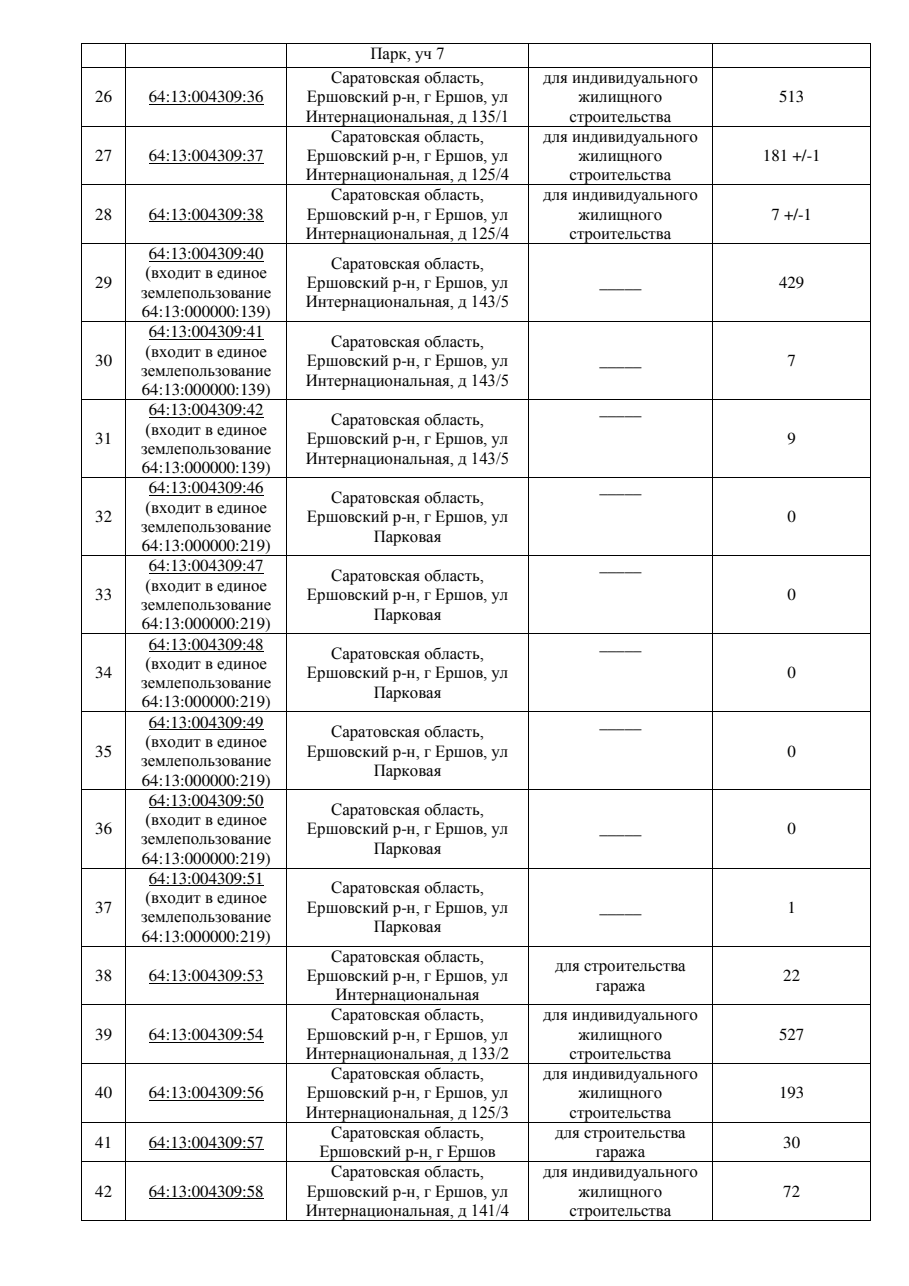 Парк, уч 7
26
64:13:004309:36
Саратовская область,
Ершовский р-н, г Ершов, ул
Интернациональная, д 135/1
для индивидуального
жилищного
строительства
513
27
64:13:004309:37
Саратовская область,
Ершовский р-н, г Ершов, ул
Интернациональная, д 125/4
для индивидуального
жилищного
строительства
181 +/-1
28
64:13:004309:38
Саратовская область,
Ершовский р-н, г Ершов, ул
Интернациональная, д 125/4
для индивидуального
жилищного
строительства
7 +/-1
29
64:13:004309:40
(входит в единое
землепользование
64:13:000000:139)
Саратовская область,
Ершовский р-н, г Ершов, ул
Интернациональная, д 143/5
_____
429
30
64:13:004309:41
(входит в единое
землепользование
64:13:000000:139)
Саратовская область,
Ершовский р-н, г Ершов, ул
Интернациональная, д 143/5
_____
7
31
64:13:004309:42
(входит в единое
землепользование
64:13:000000:139)
Саратовская область,
Ершовский р-н, г Ершов, ул
Интернациональная, д 143/5
_____
9
32
64:13:004309:46
(входит в единое
землепользование
64:13:000000:219)
Саратовская область,
Ершовский р-н, г Ершов, ул
Парковая
_____
0
33
64:13:004309:47
(входит в единое
землепользование
64:13:000000:219)
Саратовская область,
Ершовский р-н, г Ершов, ул
Парковая
_____
0
34
64:13:004309:48
(входит в единое
землепользование
64:13:000000:219)
Саратовская область,
Ершовский р-н, г Ершов, ул
Парковая
_____
0
35
64:13:004309:49
(входит в единое
землепользование
64:13:000000:219)
Саратовская область,
Ершовский р-н, г Ершов, ул
Парковая
_____
0
36
64:13:004309:50
(входит в единое
землепользование
64:13:000000:219)
Саратовская область,
Ершовский р-н, г Ершов, ул
Парковая
_____
0
37
64:13:004309:51
(входит в единое
землепользование
64:13:000000:219)
Саратовская область,
Ершовский р-н, г Ершов, ул
Парковая
_____
1
38
64:13:004309:53
Саратовская область,
Ершовский р-н, г Ершов, ул
Интернациональная
для строительства
гаража
22
39
64:13:004309:54
Саратовская область,
Ершовский р-н, г Ершов, ул
Интернациональная, д 133/2
для индивидуального
жилищного
строительства
527
40
64:13:004309:56
Саратовская область,
Ершовский р-н, г Ершов, ул
Интернациональная, д 125/3
для индивидуального
жилищного
строительства
193
41
64:13:004309:57
Саратовская область,
Ершовский р-н, г Ершов
для строительства
гаража
30
42
64:13:004309:58
Саратовская область,
Ершовский р-н, г Ершов, ул
Интернациональная, д 141/4
для индивидуального
жилищного
строительства
72